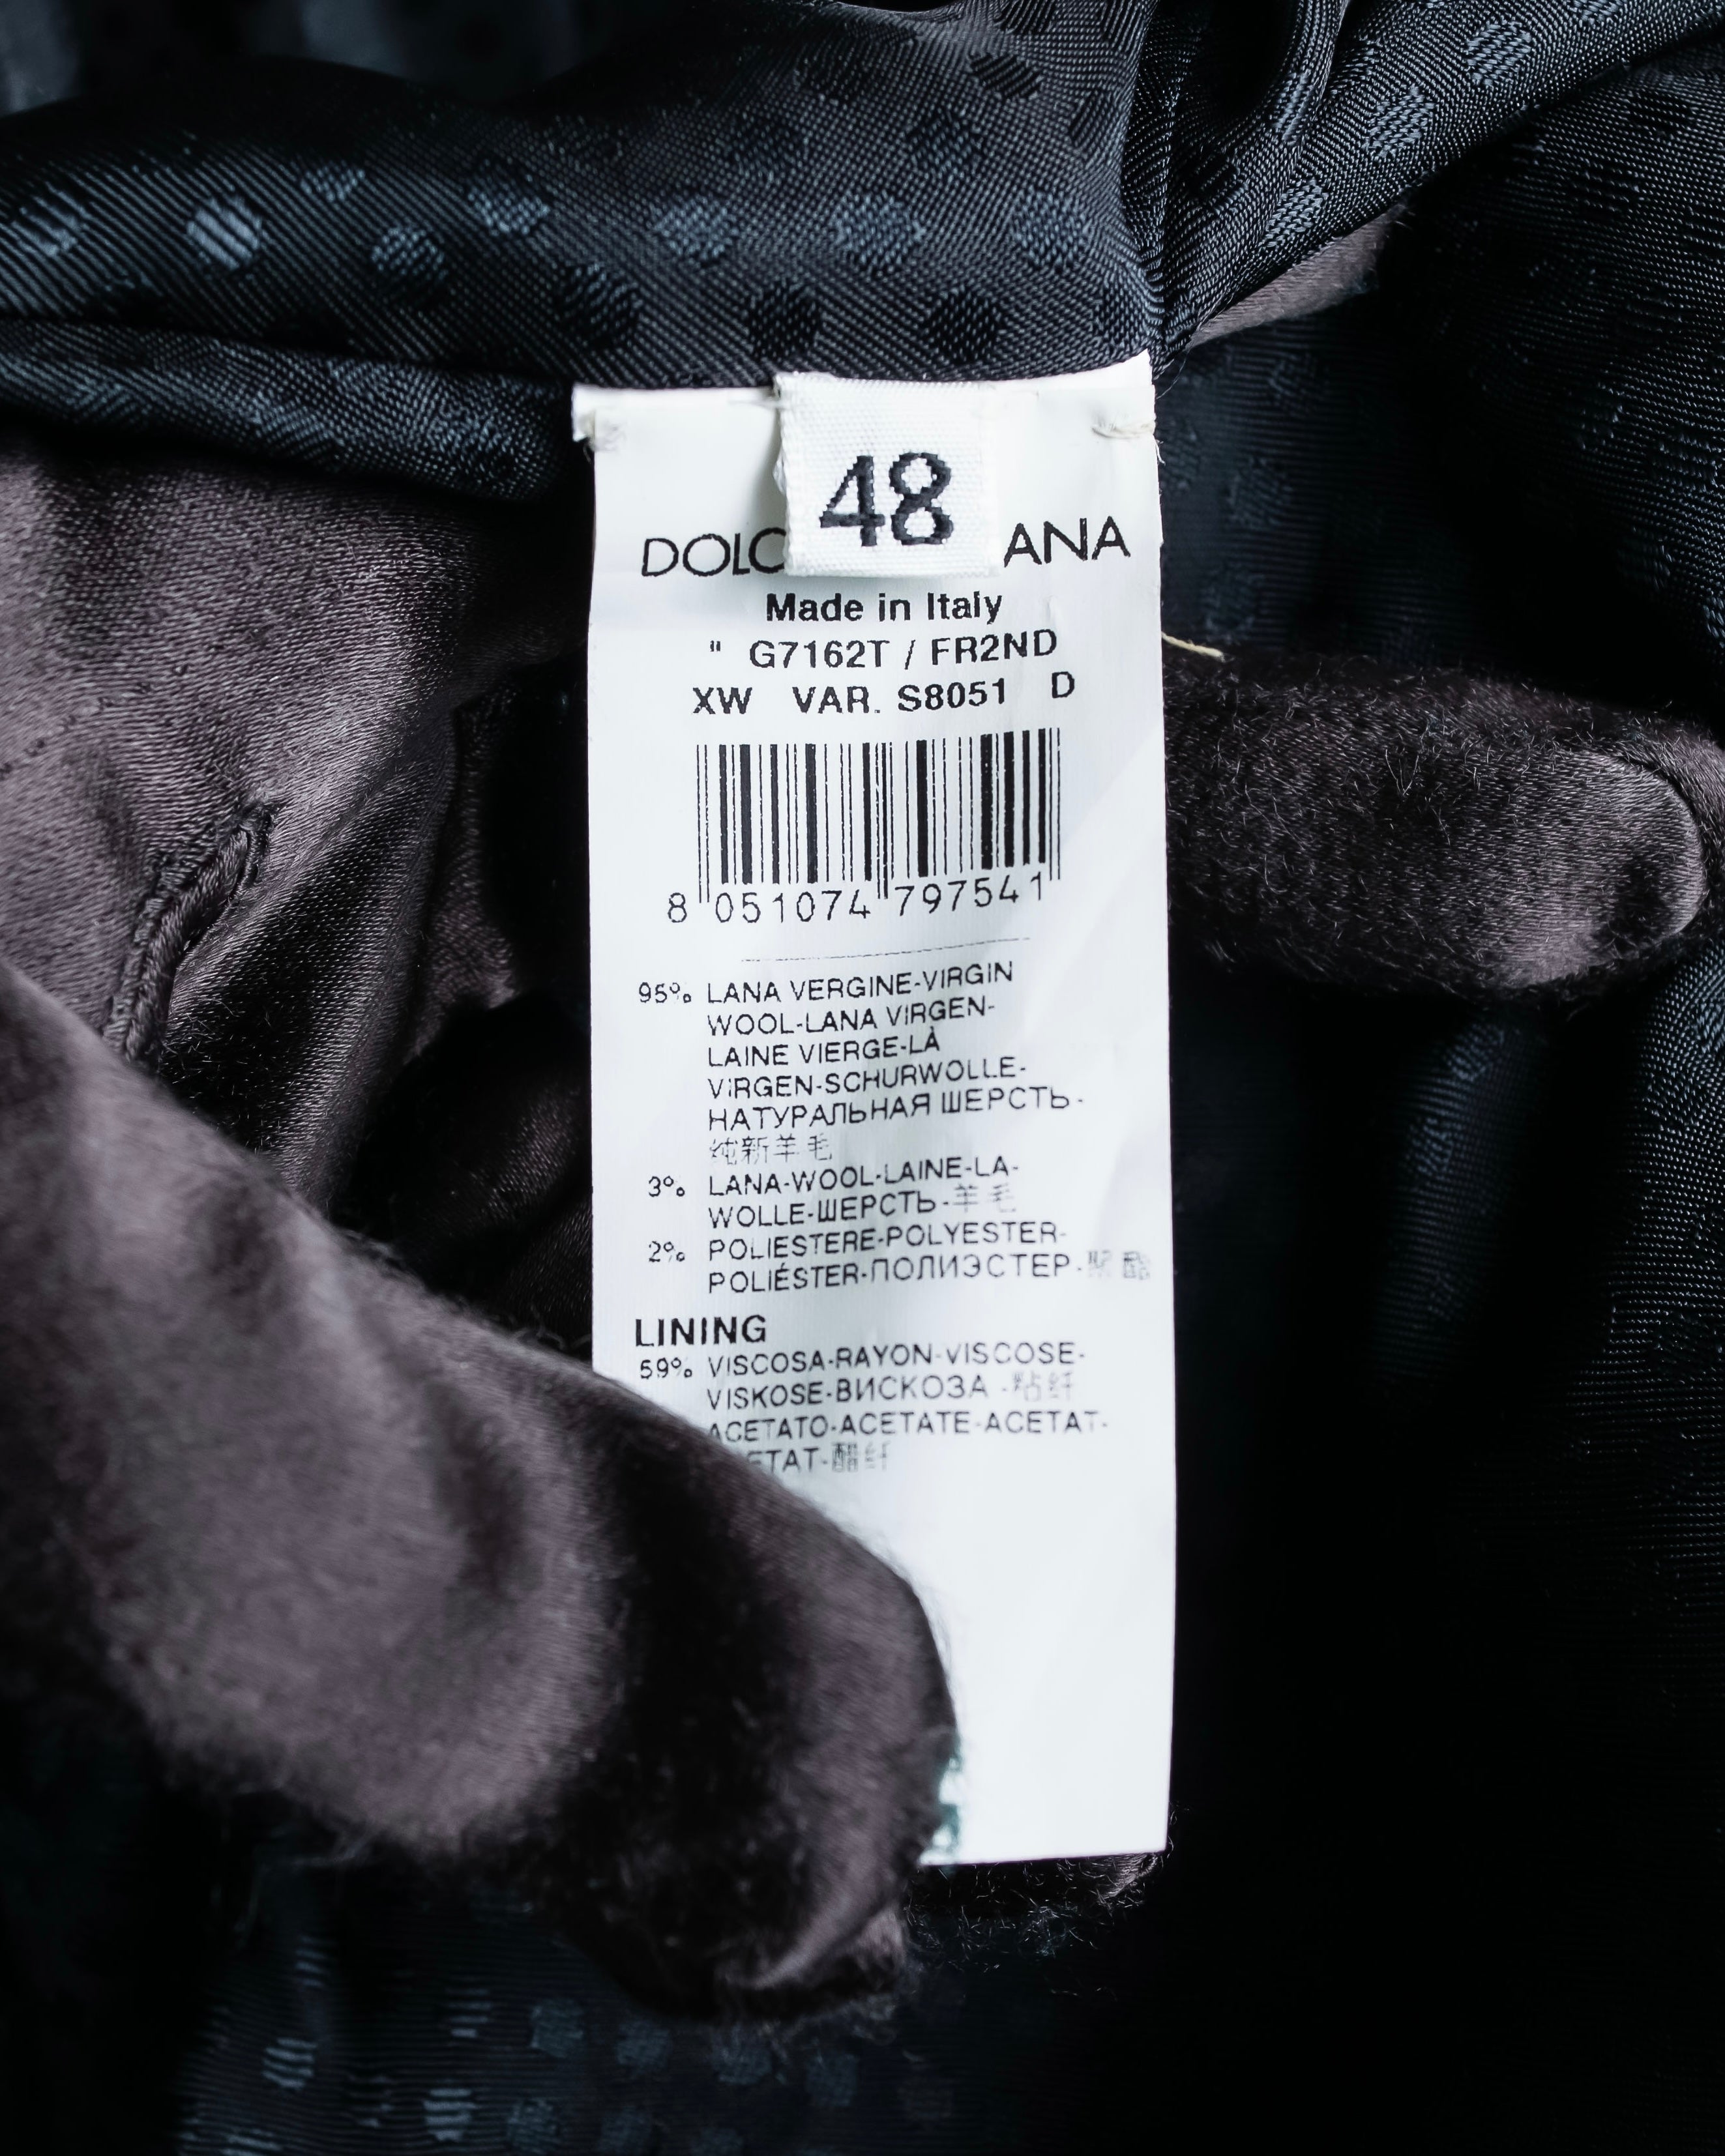 48
DOLC ANA
Made in Italy
" G7162T / FR2ND
XW VAR. S8051 D
8 051074 797541
95% LANA VERGINE-VIRGIN
WOOL-LANA VIRGEN-
LAINE VIERGE-LÀ
VIRGEN-SCHURWOLLE-
НАТУРАЛЬНАЯ ШЕРСТЬ-
纯新羊毛
3% LANA-WOOL-LAINE-LA-
WOLLE-ШЕРСТЬ-羊毛
2% POLIESTERE-POLYESTER-
POLIÉSTER-ПОЛИЭСТЕР-聚酯
LINING
59% VISCOSA-RAYON-VISCOSE-
VISKOSE-ВИСКОЗА-粘纤
ACETATO-ACETATE-ACETAT-
ETAT-醋纤